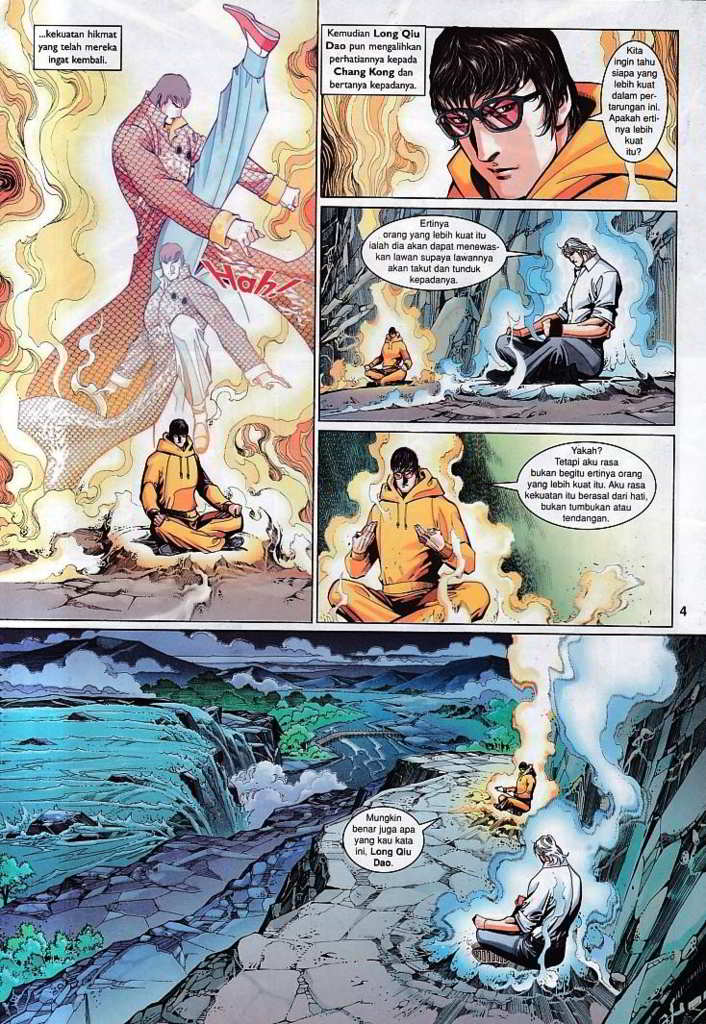 ...kekuatan hikmat
yang telah mereka
ingat kembali.
Hah!
Kemudian Long Qiu
Dao pun mengalihkan
perhatiannya kepada
Chang Kong dan
bertanya kepadanya.
Kita
ingin tahu
siapa yang
lebih kuat
dalam per-
tarungan ini.
Apakah erti-
nya lebih
kuat
itu?
Ertinya
orang yang lebih kuat itu
ialah dia akan dapat menewas-
kan lawan supaya lawannya
akan takut dan tunduk
kepadanya.
Yakah?
Tetapi aku rasa
bukan begitu ertinya orang
yang lebih kuat itu. Aku rasa
kekuatan itu berasal dari hati,
bukan tumbukan atau
tendangan.
4
Mungkin
benar juga apa
yang kau kata
ini, Long Qiu
Dao.